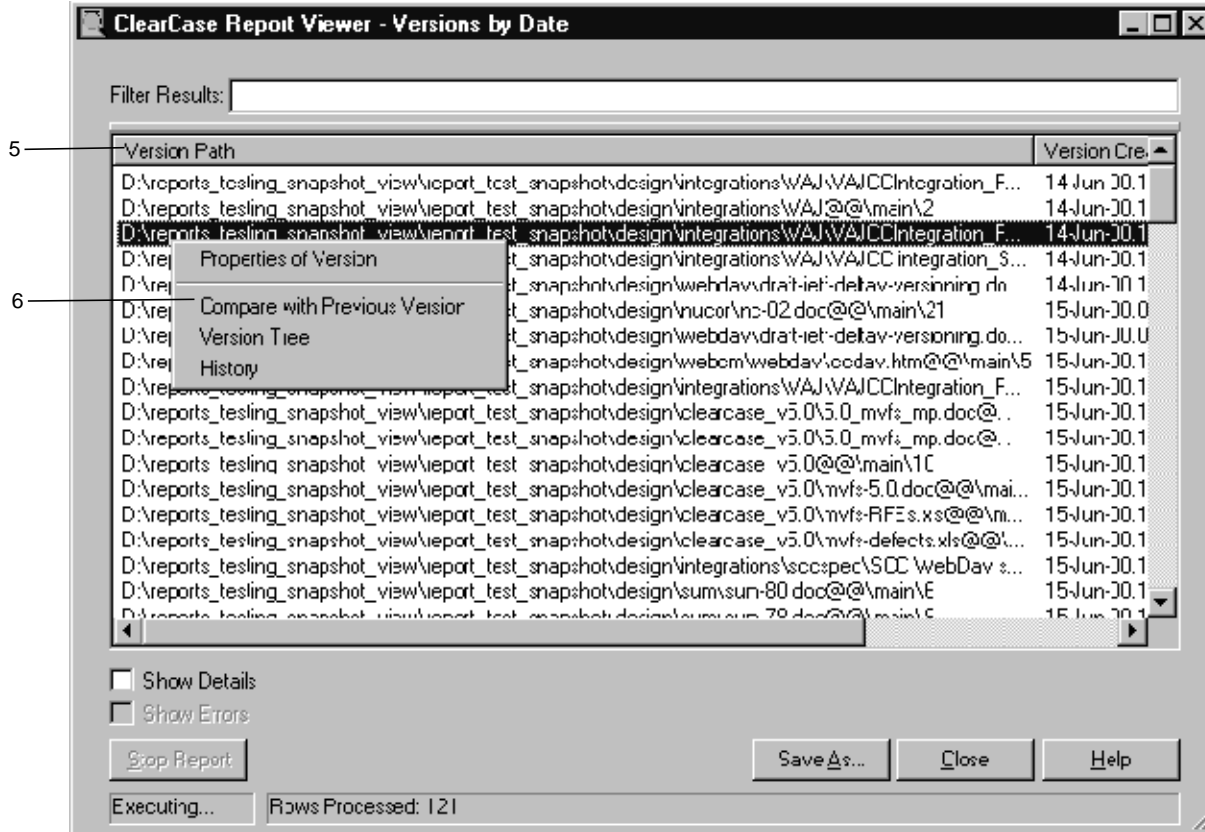 ClearCase Report Viewer - Versions by Date
Filter Results:
5
Version Path Version Cre
D:\reports_testing_snapshot_view\report_test_snapshot\design\integrations\VAJ\VAJCCIntegration_F... 14-Jun-00.1
D:\reports_testing_snapshot_view\report_test_snapshot\design\integrations\VAJ@@\main\2 14-Jun-00.1
D:\reports_testing_snapshot_view\report_test_snapshot\design\integrations\VAJ\VAJCCIntegration_F... 14-Jun-00.1
D:\rep t_snapshot\design\integrations\VAJ\VAJCC integration_S... 14-Jun-00.1
D:\rep t_snapshot\design\webdav\draft-ietf-deltav-versioning.do 14-Jun-00.1
D:\rep t_snapshot\design\nucor\nc-02.doc@@\main\21 15-Jun-00.0
D:\rep t_snapshot\design\webdav\draft-ietf-deltav-versioning.do... 15-Jun-00.0
D:\rep t_snapshot\design\webcm\webdav\ccdav.htm@@\main\5 15-Jun-00.1
D:\reports_testing_snapshot_view\report_test_snapshot\design\integrations\VAJ\VAJCCIntegration_F... 15-Jun-00.1
6
Properties of Version
Compare with Previous Version
Version Tree
History
D:\reports_testing_snapshot_view\report_test_snapshot\design\clearcase_v5.0\5.0_mvfs_mp.doc@... 15-Jun-00.1
D:\reports_testing_snapshot_view\report_test_snapshot\design\clearcase_v5.0\5.0_mvfs_mp.doc@... 15-Jun-00.1
D:\reports_testing_snapshot_view\report_test_snapshot\design\clearcase_v5.0@@\main\10 15-Jun-00.1
D:\reports_testing_snapshot_view\report_test_snapshot\design\clearcase_v5.0\mvfs-5.0.doc@@\mai... 15-Jun-00.1
D:\reports_testing_snapshot_view\report_test_snapshot\design\clearcase_v5.0\mvfs-RFEs.xls@@\m... 15-Jun-00.1
D:\reports_testing_snapshot_view\report_test_snapshot\design\clearcase_v5.0\mvfs-defects.xls@@\... 15-Jun-00.1
D:\reports_testing_snapshot_view\report_test_snapshot\design\integrations\sccspec\SCC WebDav s... 15-Jun-00.1
D:\reports_testing_snapshot_view\report_test_snapshot\design\sum\sum-80.doc@@\main\ 15-Jun-00.1
Show Details
Show Errors
Stop Report Save As... Close Help
Executing... Rows Processed: 121